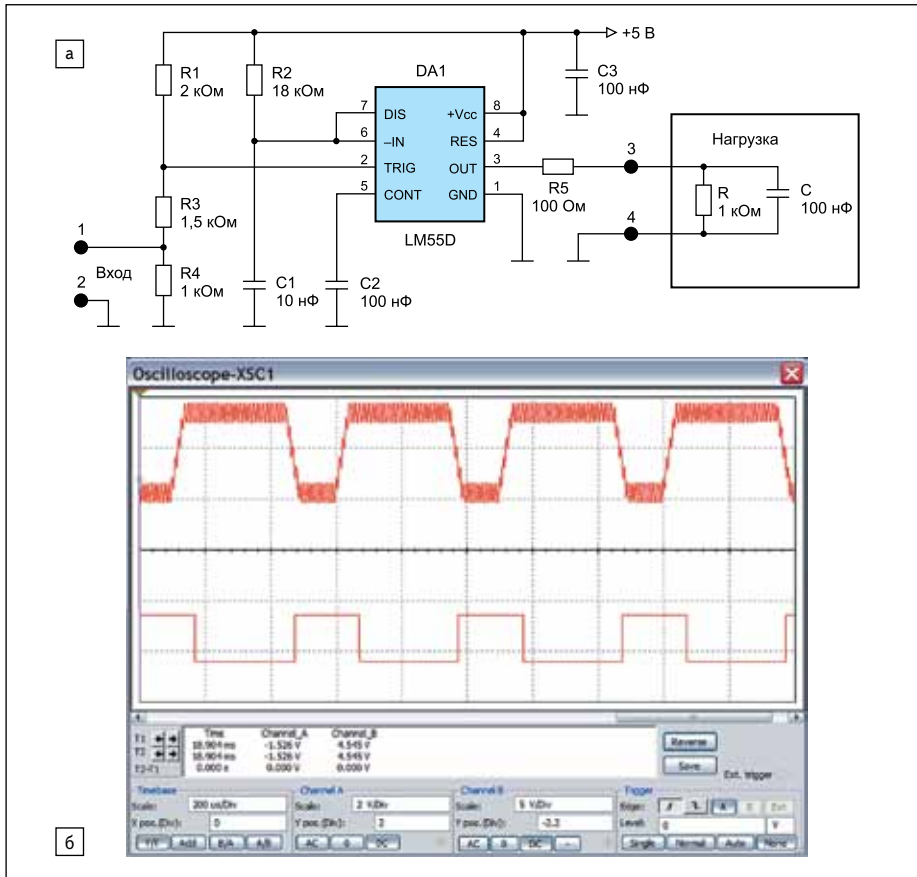 а
+5 В
R1
2 кОм
R2
18 кОм
DA1
C3
100 нФ
7 DIS +Vcc 8
6 –IN RES 4
2 TRIG OUT 3
5 CONT GND 1
LM55D
R5
100 Ом
3
4
Нагрузка
R
1 кОм
C
100 нФ
R3
1,5 кОм
1
Вход
2
R4
1 кОм
C1
10 нФ
C2
100 нФ
Oscilloscope-XSC1
Time Channel_A Channel_B
T1 18.904 ms -1.526 V 4.545 V
T2 18.904 ms -1.526 V 4.545 V
T2-T1 0.000 s 0.000 V 0.000 V
Reverse
Save
Ext. trigger
Timebase
Scale: 200 us/Div
X pos.(Div): 0
Y/T Add B/A A/B
Channel A
Scale: 2 V/Div
Y pos.(Div): 2
AC 0 DC
Channel B
Scale: 5 V/Div
Y pos.(Div): -2.2
AC 0 DC -
Trigger
Edge: A B Ext
Level: 0 V
Single Normal Auto None
б